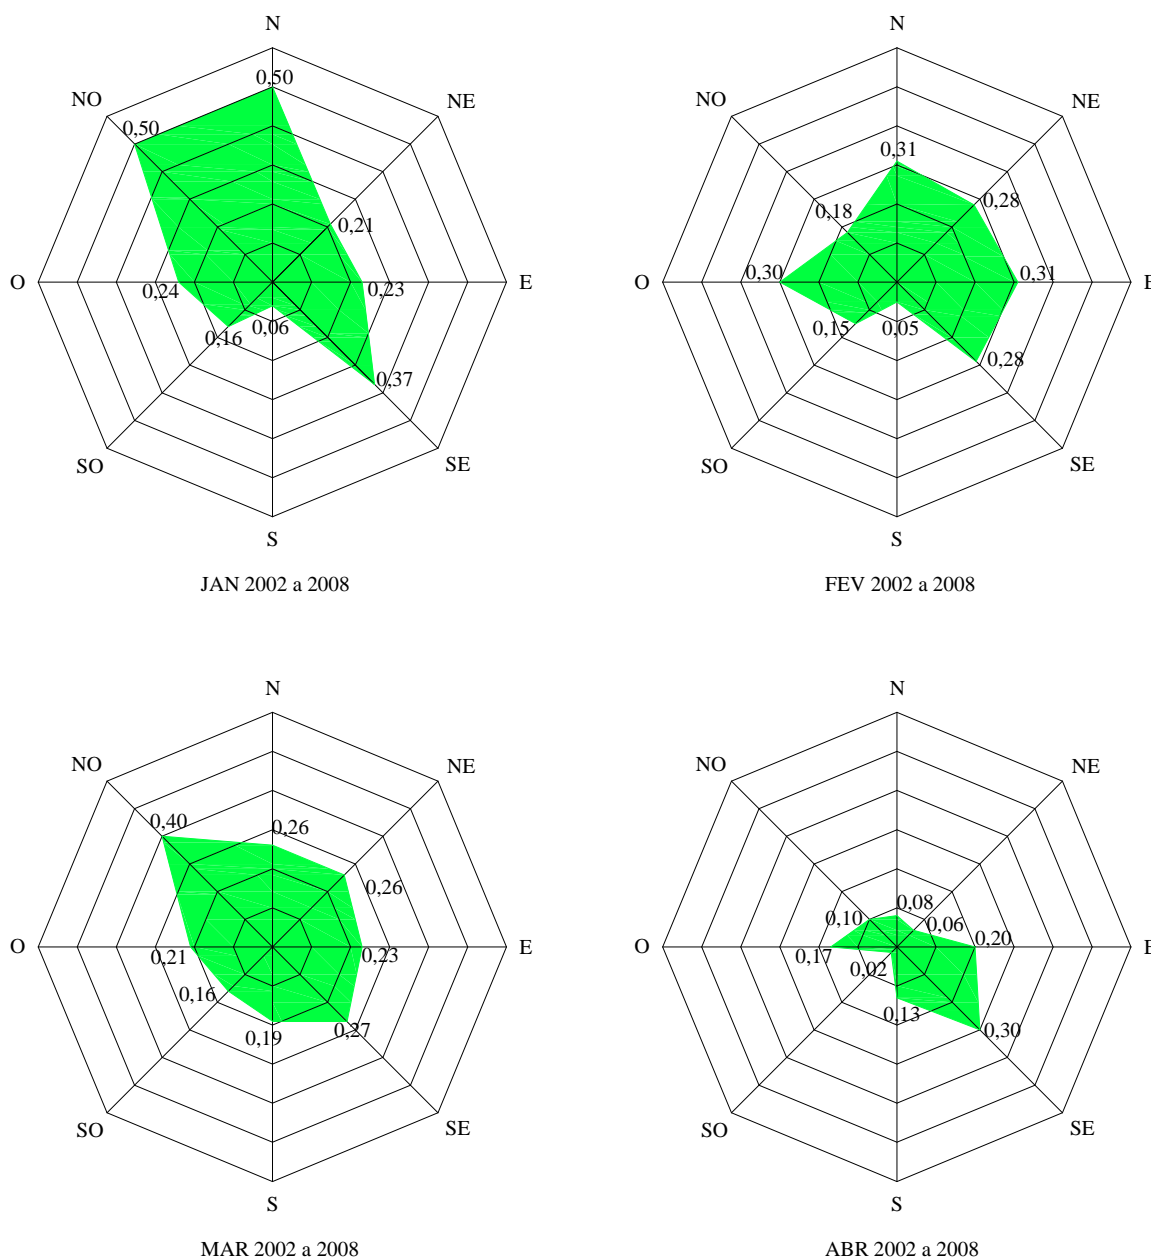 N
NO
NE
0,50
0,50
0,21
O
E
0,24
0,23
0,16
0,06
0,37
SO
SE
S
JAN 2002 a 2008
N
NO
NE
0,31
0,18
0,28
O
0,30
0,31
E
0,15
0,05
0,28
SO
SE
S
FEV 2002 a 2008
N
NO
NE
0,40
0,26
0,26
O
0,21
0,23
E
0,16
0,19
0,27
SO
SE
S
MAR 2002 a 2008
N
NO
NE
0,10
0,08
0,06
O
0,17
0,20
E
0,02
0,13
0,30
SO
SE
S
ABR 2002 a 2008